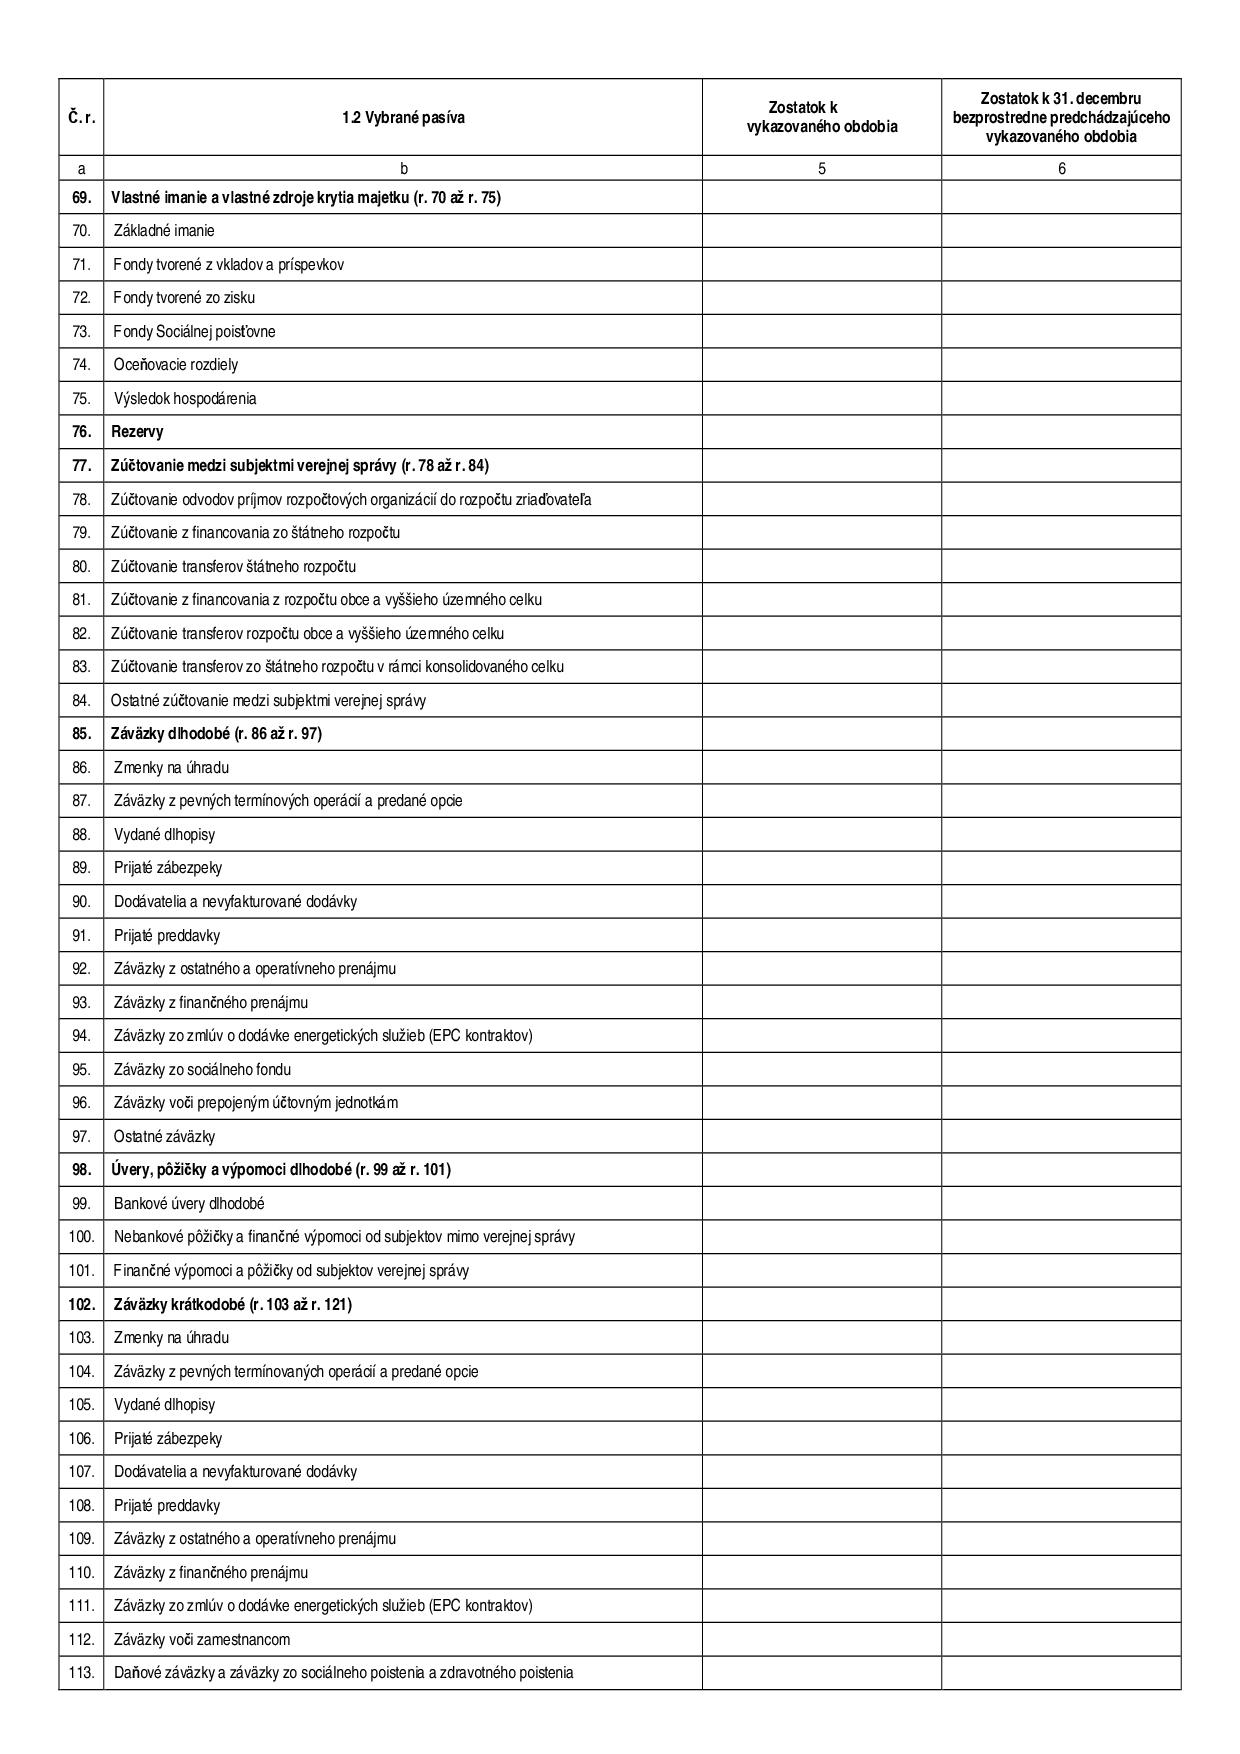 Č. r.
1.2 Vybrané pasíva
Zostatok k
vykazovaného obdobia
Zostatok k 31. decembru
bezprostredne predchádzajúceho
vykazovaného obdobia
a b 5 6
69. Vlastné imanie a vlastné zdroje krytia majetku (r. 70 až r. 75)
70. Základné imanie
71. Fondy tvorené z vkladov a príspevkov
72. Fondy tvorené zo zisku
73. Fondy Sociálnej poisťovne
74. Oceňovacie rozdiely
75. Výsledok hospodárenia
76. Rezervy
77. Zúčtovanie medzi subjektmi verejnej správy (r. 78 až r. 84)
78. Zúčtovanie odvodov príjmov rozpočtových organizácií do rozpočtu zriaďovateľa
79. Zúčtovanie z financovania zo štátneho rozpočtu
80. Zúčtovanie transferov štátneho rozpočtu
81. Zúčtovanie z financovania z rozpočtu obce a vyššieho územného celku
82. Zúčtovanie transferov rozpočtu obce a vyššieho územného celku
83. Zúčtovanie transferov zo štátneho rozpočtu v rámci konsolidovaného celku
84. Ostatné zúčtovanie medzi subjektmi verejnej správy
85. Záväzky dlhodobé (r. 86 až r. 97)
86. Zmenky na úhradu
87. Záväzky z pevných termínových operácií a predané opcie
88. Vydané dlhopisy
89. Prijaté zábezpeky
90. Dodávatelia a nevyfakturované dodávky
91. Prijaté preddavky
92. Záväzky z ostatného a operatívneho prenájmu
93. Záväzky z finančného prenájmu
94. Záväzky zo zmlúv o dodávke energetických služieb (EPC kontraktov)
95. Záväzky zo sociálneho fondu
96. Záväzky voči prepojeným účtovným jednotkám
97. Ostatné záväzky
98. Úvery, pôžičky a výpomoci dlhodobé (r. 99 až r. 101)
99. Bankové úvery dlhodobé
100. Nebankové pôžičky a finančné výpomoci od subjektov mimo verejnej správy
101. Finančné výpomoci a pôžičky od subjektov verejnej správy
102. Záväzky krátkodobé (r. 103 až r. 121)
103. Zmenky na úhradu
104. Záväzky z pevných termínovaných operácií a predané opcie
105. Vydané dlhopisy
106. Prijaté zábezpeky
107. Dodávatelia a nevyfakturované dodávky
108. Prijaté preddavky
109. Záväzky z ostatného a operatívneho prenájmu
110. Záväzky z finančného prenájmu
111. Záväzky zo zmlúv o dodávke energetických služieb (EPC kontraktov)
112. Záväzky voči zamestnancom
113. Daňové záväzky a záväzky zo sociálneho poistenia a zdravotného poistenia